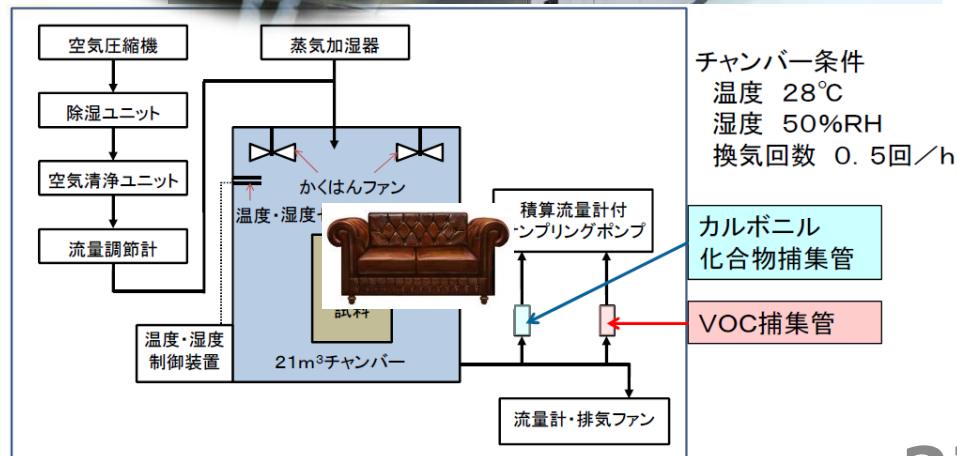 空気圧縮機
蒸気加湿器
除湿ユニット
空気清浄ユニット
流量調節計
かくはんファン
温度・湿度
温度・湿度
制御装置
試料
21m³チャンバー
積算流量計付
ンプリングポンプ
流量計・排気ファン
チャンバー条件
温度 28℃
湿度 50%RH
換気回数 0.5回/h
カルボニル
化合物捕集管
VOC捕集管